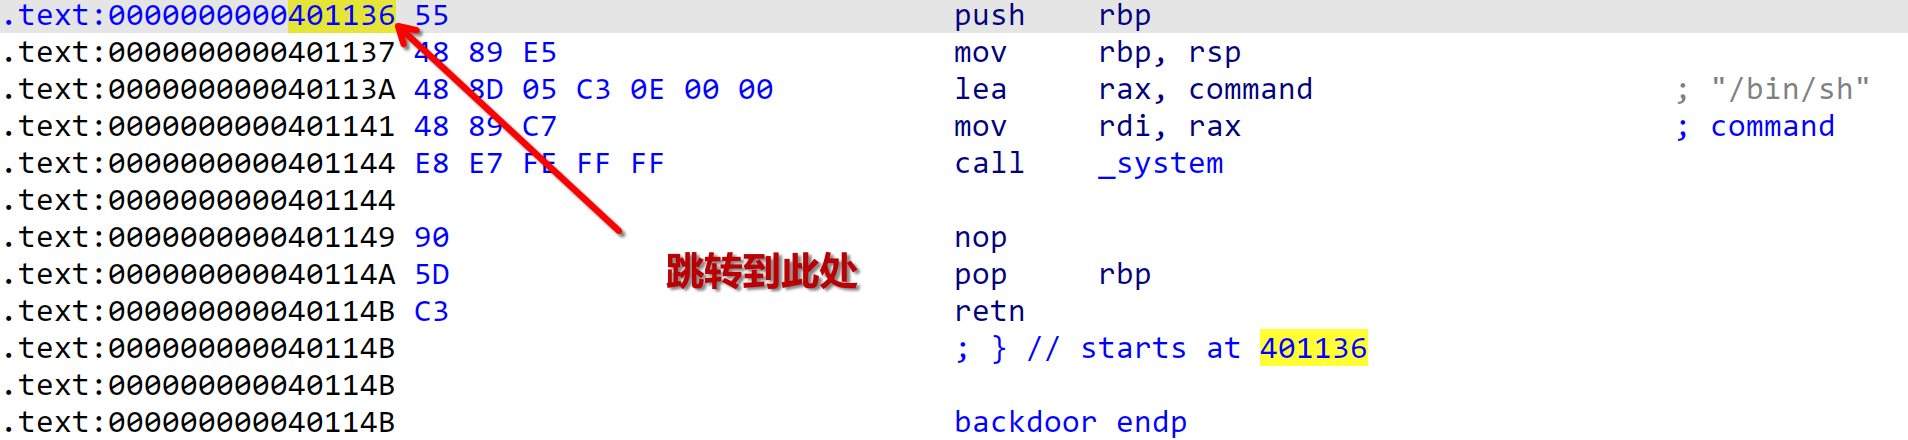 .text:0000000000401136 55 push rbp
.text:0000000000401137 48 89 E5 mov rbp, rsp
.text:000000000040113A 48 8D 05 C3 0E 00 00 lea rax, command ; "/bin/sh"
.text:0000000000401141 48 89 C7 mov rdi, rax ; command
.text:0000000000401144 E8 E7 FE FF FF call _system
.text:0000000000401144
.text:0000000000401149 90 nop
跳转到此处
.text:000000000040114A 5D pop rbp
.text:000000000040114B C3 retn
.text:000000000040114B ; } // starts at 401136
.text:000000000040114B
.text:000000000040114B backdoor endp